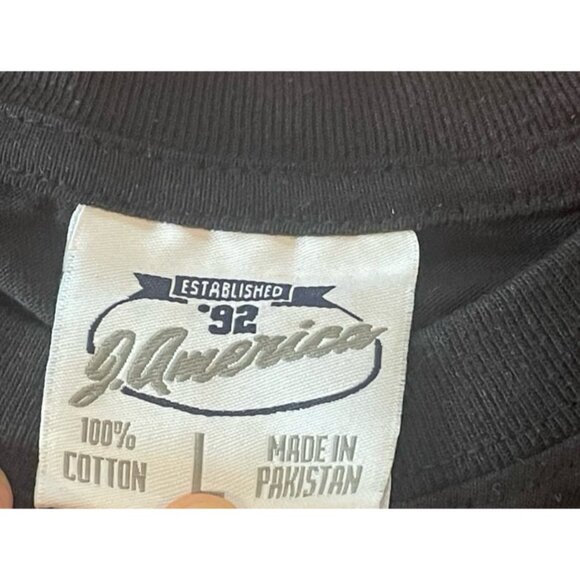 ESTABLISHED
'92
J. America
100% COTTON
L
MADE IN PAKISTAN